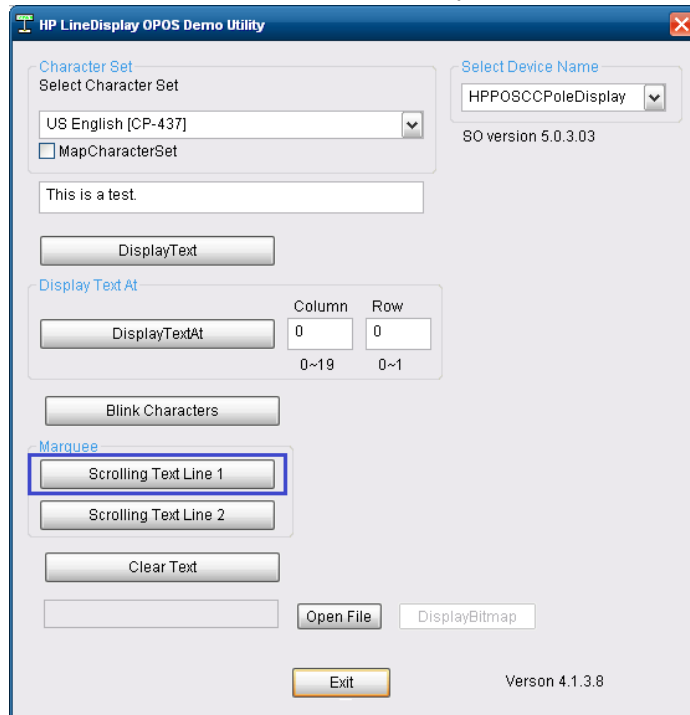 HP LineDisplay OPOS Demo Utility
Character Set
Select Character Set
US English [CP-437]
MapCharacterSet
Select Device Name
HPPOSCCPoleDisplay
SO version 5.0.3.03
This is a test.
DisplayText
Display Text At
Column Row
DisplayTextAt 0 0
0~19 0~1
Blink Characters
Marquee
Scrolling Text Line 1
Scrolling Text Line 2
Clear Text
Open File DisplayBitmap
Exit Verson 4.1.3.8